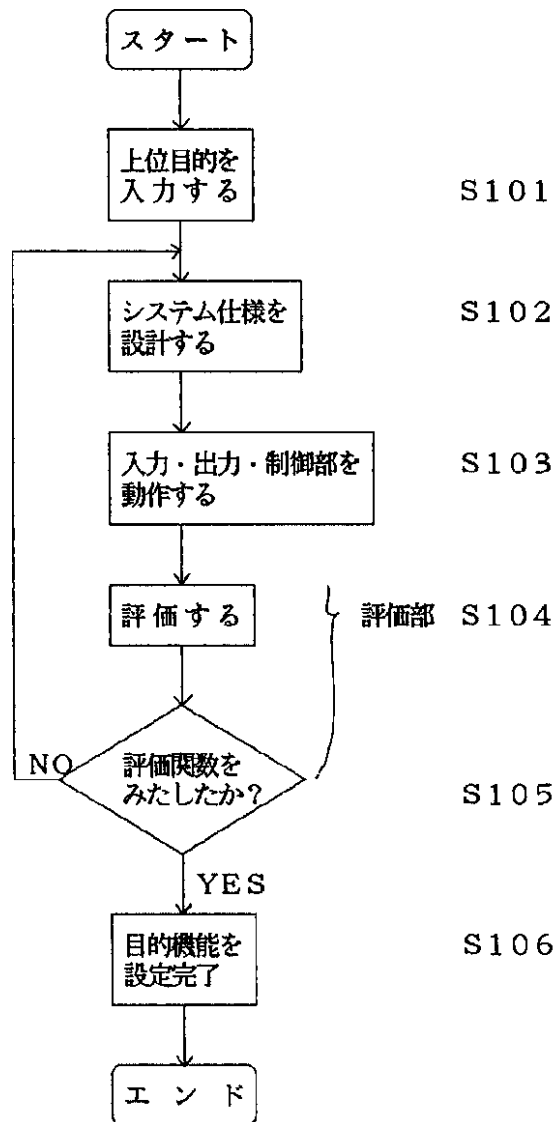 スタート
上位目的を
入力する
S101
システム仕様を
設計する
S102
入力・出力・制御部を
動作する
S103
評価する
評価部 S104
NO
評価関数を
みたしたか?
S105
YES
目的機能を
設定完了
S106
エンド